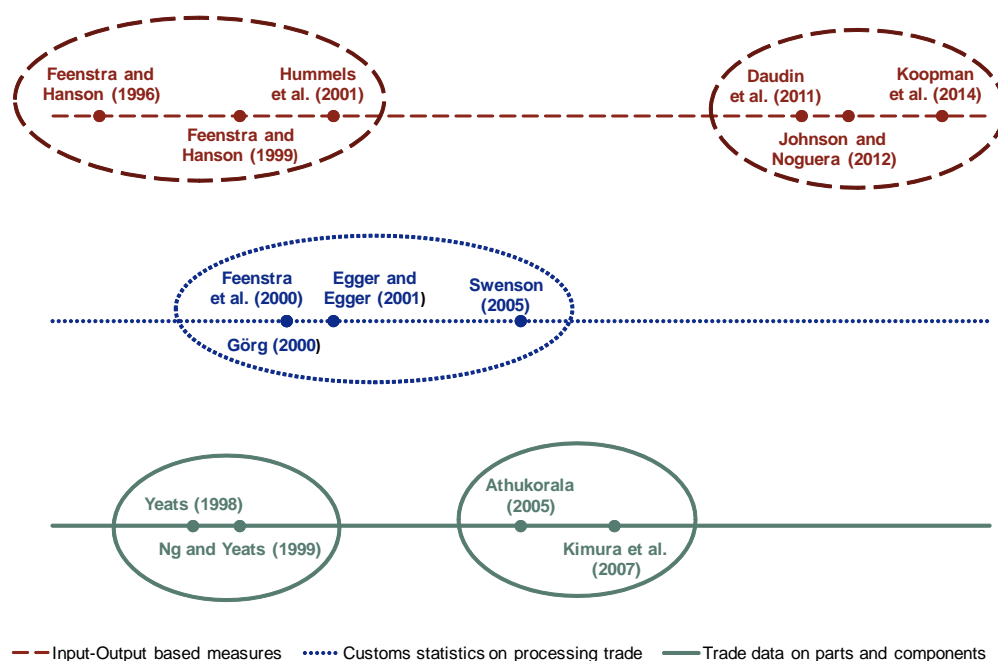 Feenstra and
Hanson (1996)
Hummels
et al. (2001)
Feenstra and
Hanson (1999)
Daudin
et al. (2011)
Koopman
et al. (2014)
Johnson and
Noguera (2012)
Feenstra
et al. (2000)
Egger and
Egger (2001)
Swenson
(2005)
Görg (2000)
Yeats (1998)
Ng and Yeats (1999)
Athukorala
(2005)
Kimura et al.
(2007)
Input-Output based measures
Customs statistics on processing trade
Trade data on parts and components